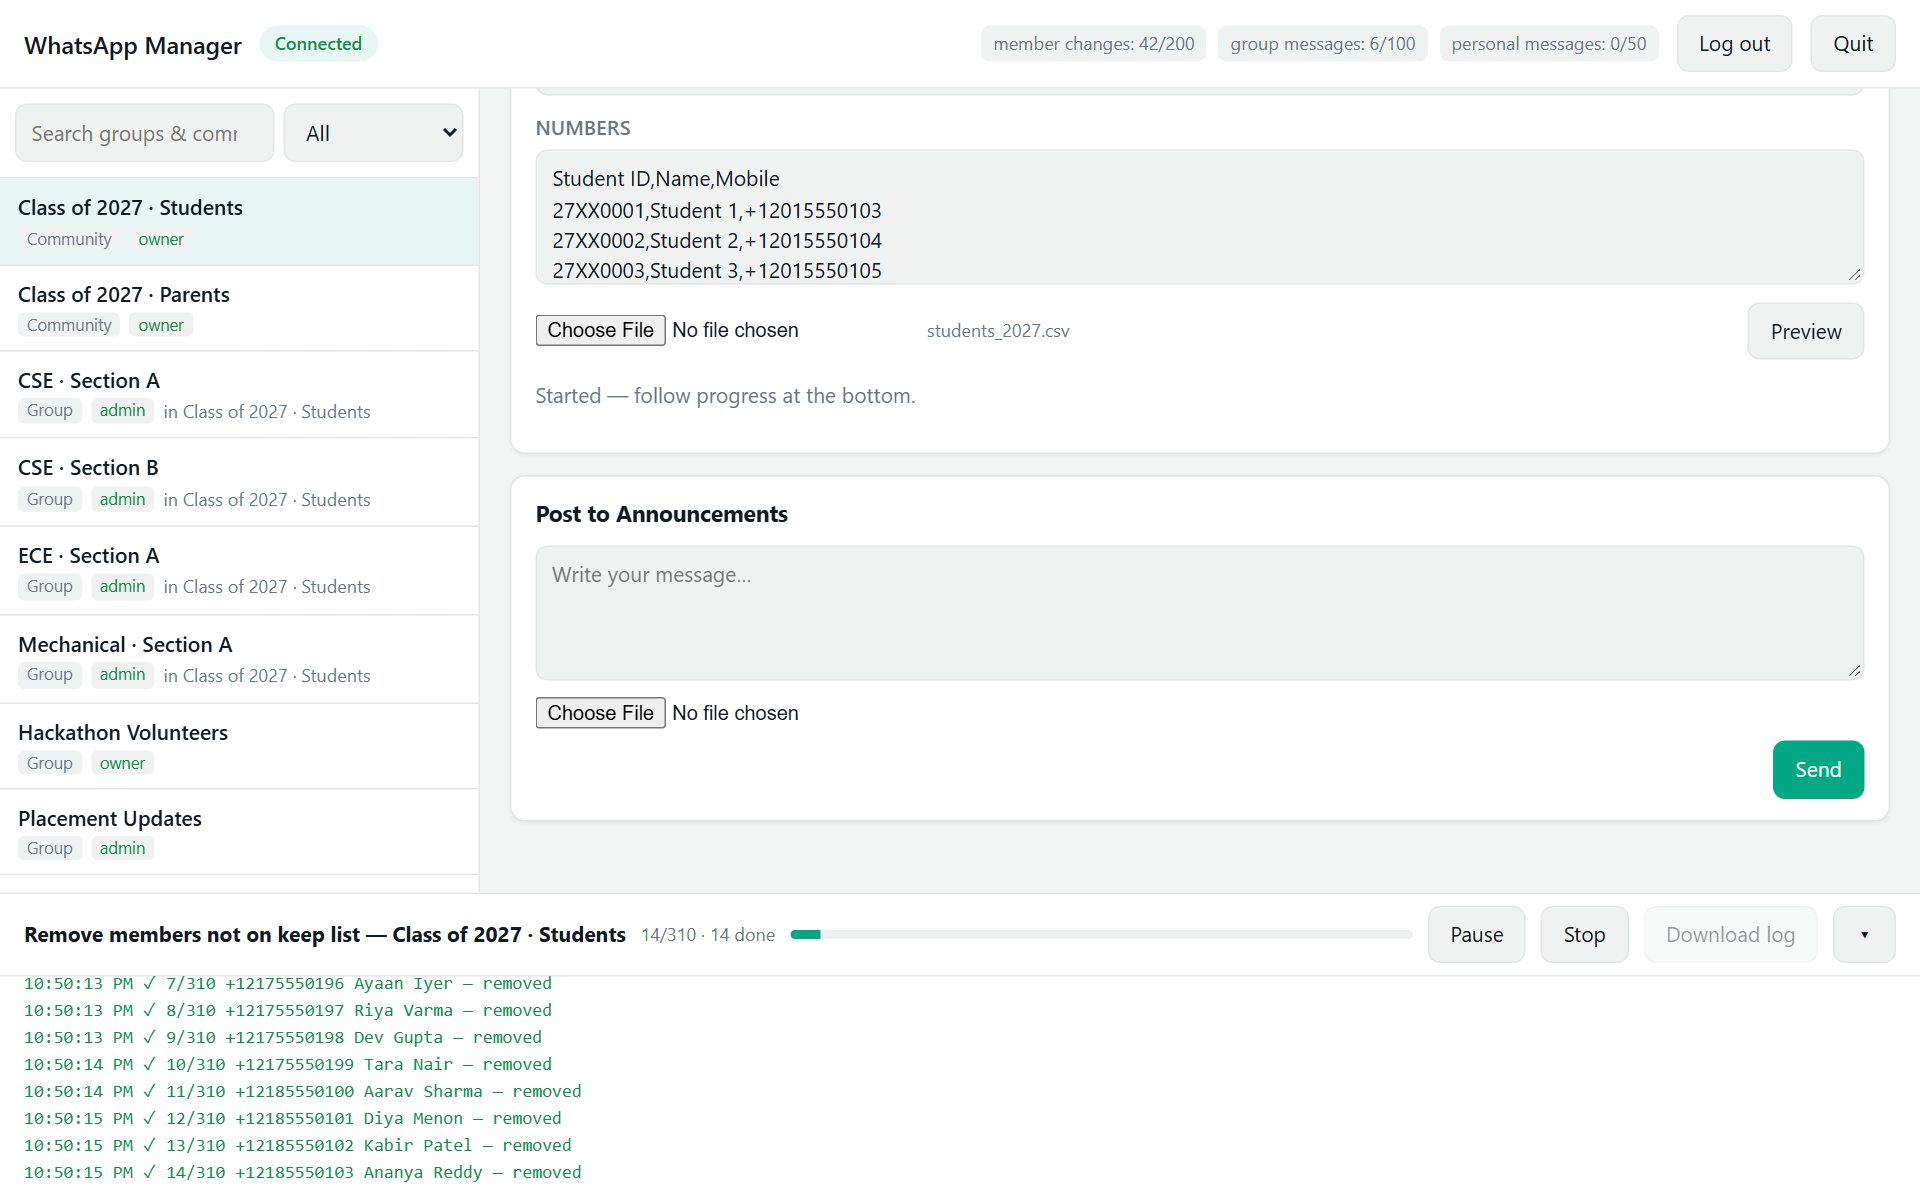 WhatsApp Manager
Connected
member changes: 42/200
group messages: 6/100
personal messages: 0/50
Log out
Quit
Search groups & comr
All
Class of 2027 · Students
Community owner
Class of 2027 · Parents
Community owner
CSE · Section A
Group admin in Class of 2027 · Students
CSE · Section B
Group admin in Class of 2027 · Students
ECE · Section A
Group admin in Class of 2027 · Students
Mechanical · Section A
Group admin in Class of 2027 · Students
Hackathon Volunteers
Group owner
Placement Updates
Group admin
NUMBERS
Student ID,Name,Mobile
27XX0001,Student 1,+12015550103
27XX0002,Student 2,+12015550104
27XX0003,Student 3,+12015550105
Choose File No file chosen
students_2027.csv
Preview
Started — follow progress at the bottom.
Post to Announcements
Write your message...
Choose File No file chosen
Send
Remove members not on keep list — Class of 2027 · Students 14/310 · 14 done
Pause
Stop
Download log
10:50:13 PM ✓ 7/310 +12175550196 Ayaan Iyer — removed
10:50:13 PM ✓ 8/310 +12175550197 Riya Varma — removed
10:50:13 PM ✓ 9/310 +12175550198 Dev Gupta — removed
10:50:14 PM ✓ 10/310 +12175550199 Tara Nair — removed
10:50:14 PM ✓ 11/310 +12185550100 Aarav Sharma — removed
10:50:15 PM ✓ 12/310 +12185550101 Diya Menon — removed
10:50:15 PM ✓ 13/310 +12185550102 Kabir Patel — removed
10:50:15 PM ✓ 14/310 +12185550103 Ananya Reddy — removed